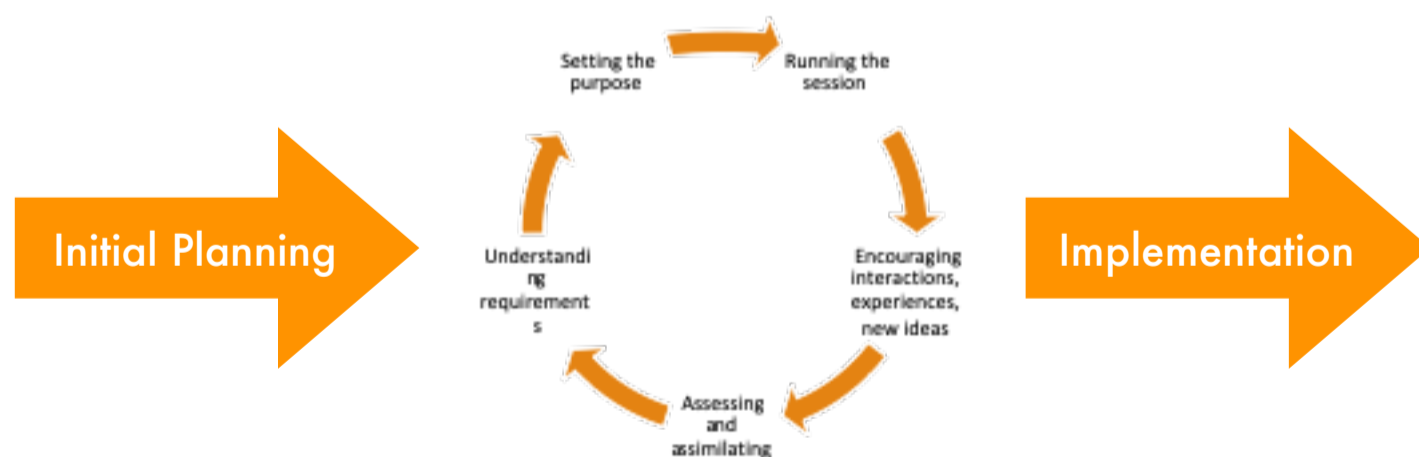 Initial Planning
Setting the
purpose
Running the
session
Encouraging
interactions,
experiences,
new ideas
Assessing
and
assimilating
Understandi
ng
requirement
s
Implementation